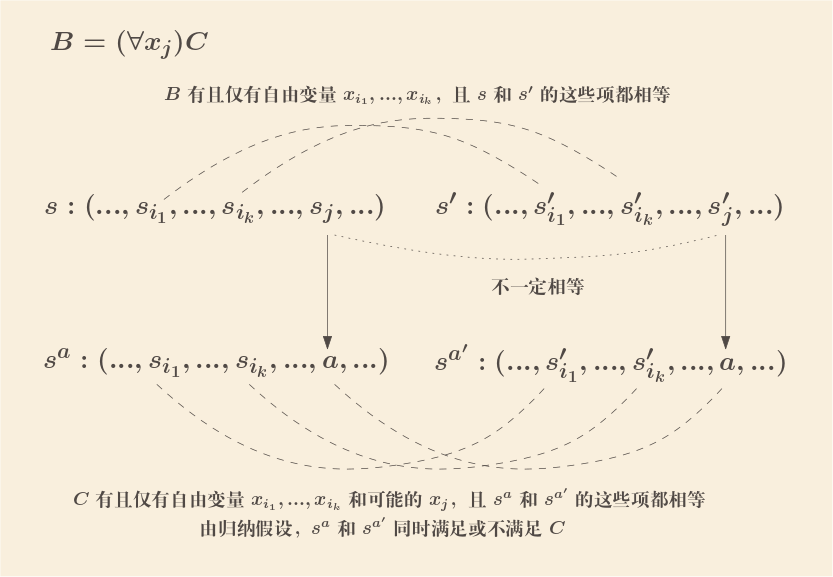 B = (∀x_j)C
B 有且仅有自由变量 x_{i_1}, ..., x_{i_k}，且 s 和 s′ 的这些项都相等
s : (..., s_{i_1}, ..., s_{i_k}, ..., s_j, ...) s′ : (..., s′_{i_1}, ..., s′_{i_k}, ..., s′_j, ...)
不一定相等
s^a : (..., s_{i_1}, ..., s_{i_k}, ..., a, ...) s^{a′} : (..., s′_{i_1}, ..., s′_{i_k}, ..., a, ...)
C 有且仅有自由变量 x_{i_1}, ..., x_{i_k} 和可能的 x_j，且 s^a 和 s^{a′} 的这些项都相等
由归纳假设，s^a 和 s^{a′} 同时满足或不满足 C